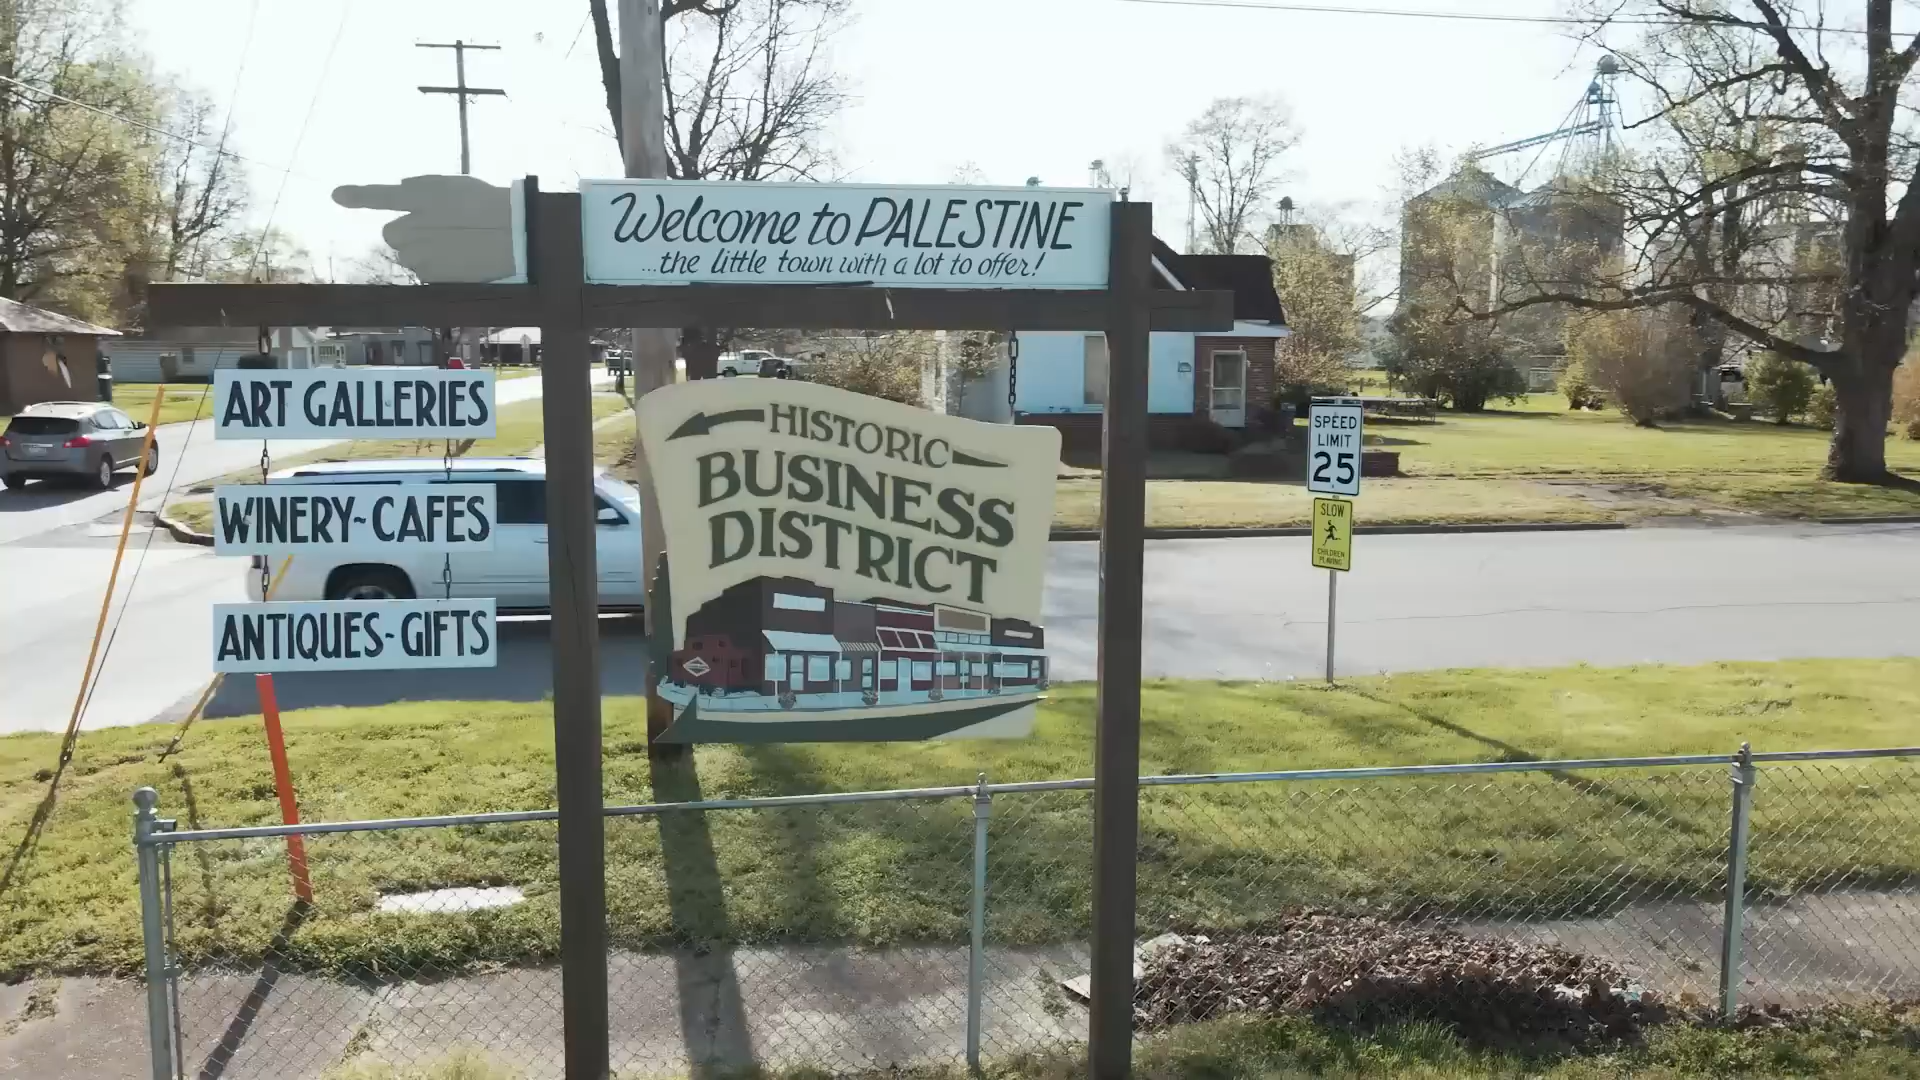 Welcome to PALESTINE
...the little town with a lot to offer!
ART GALLERIES
WINERY~CAFES
ANTIQUES-GIFTS
HISTORIC
BUSINESS
DISTRICT
SPEED
LIMIT
25
SLOW
CHILDREN
PLAYING